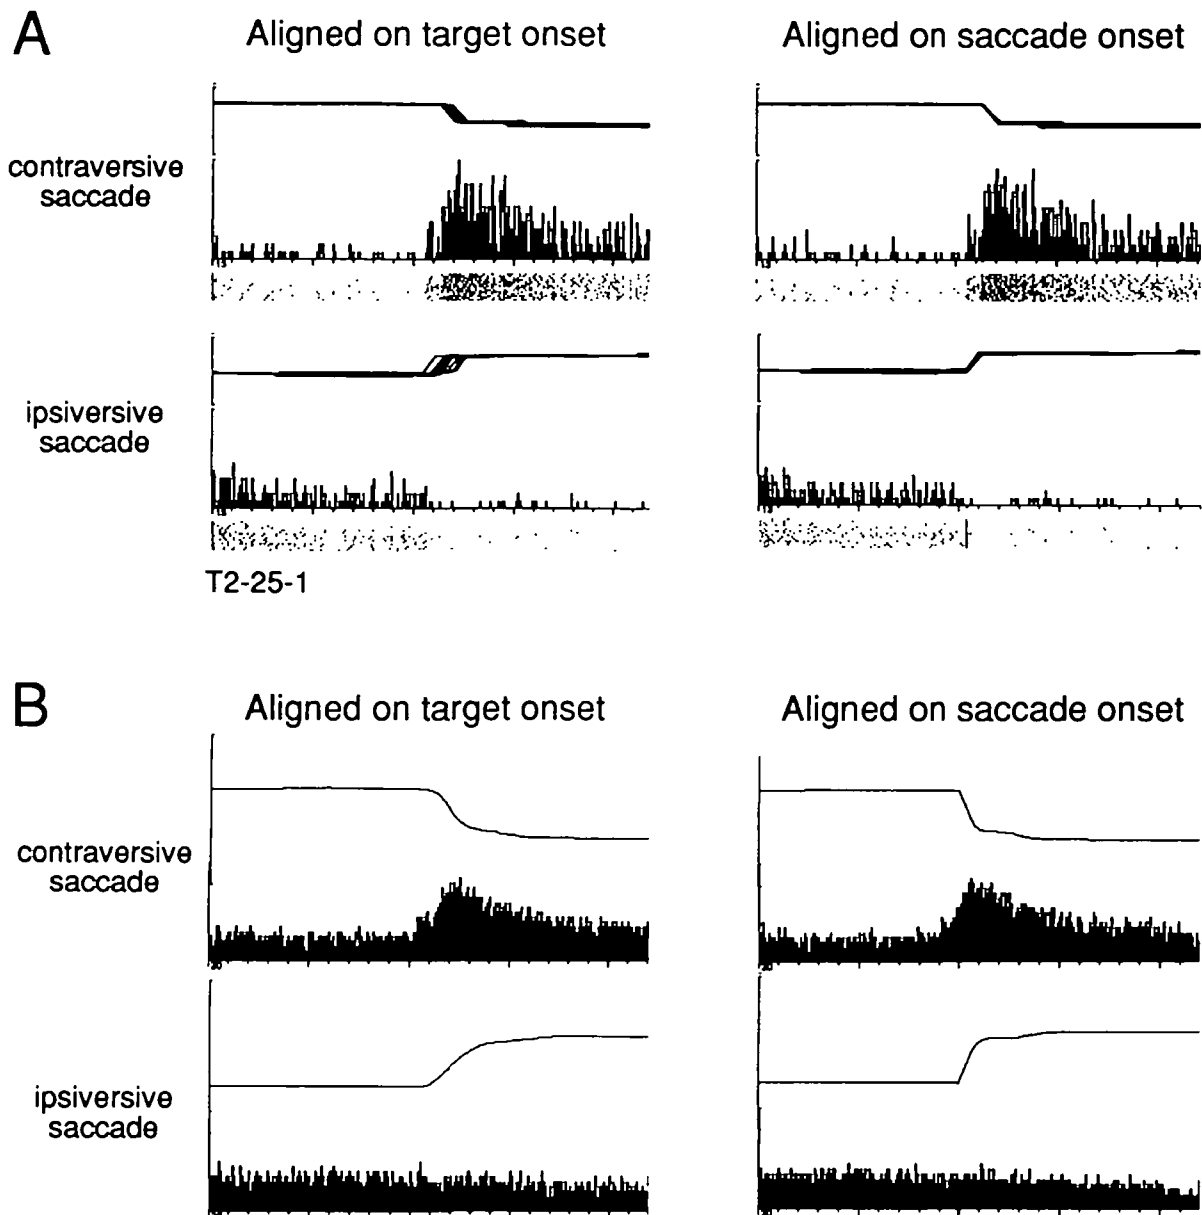 A
Aligned on target onset
Aligned on saccade onset
contraversive
saccade
ipsiversive
saccade
T2-25-1
B
Aligned on target onset
Aligned on saccade onset
contraversive
saccade
ipsiversive
saccade